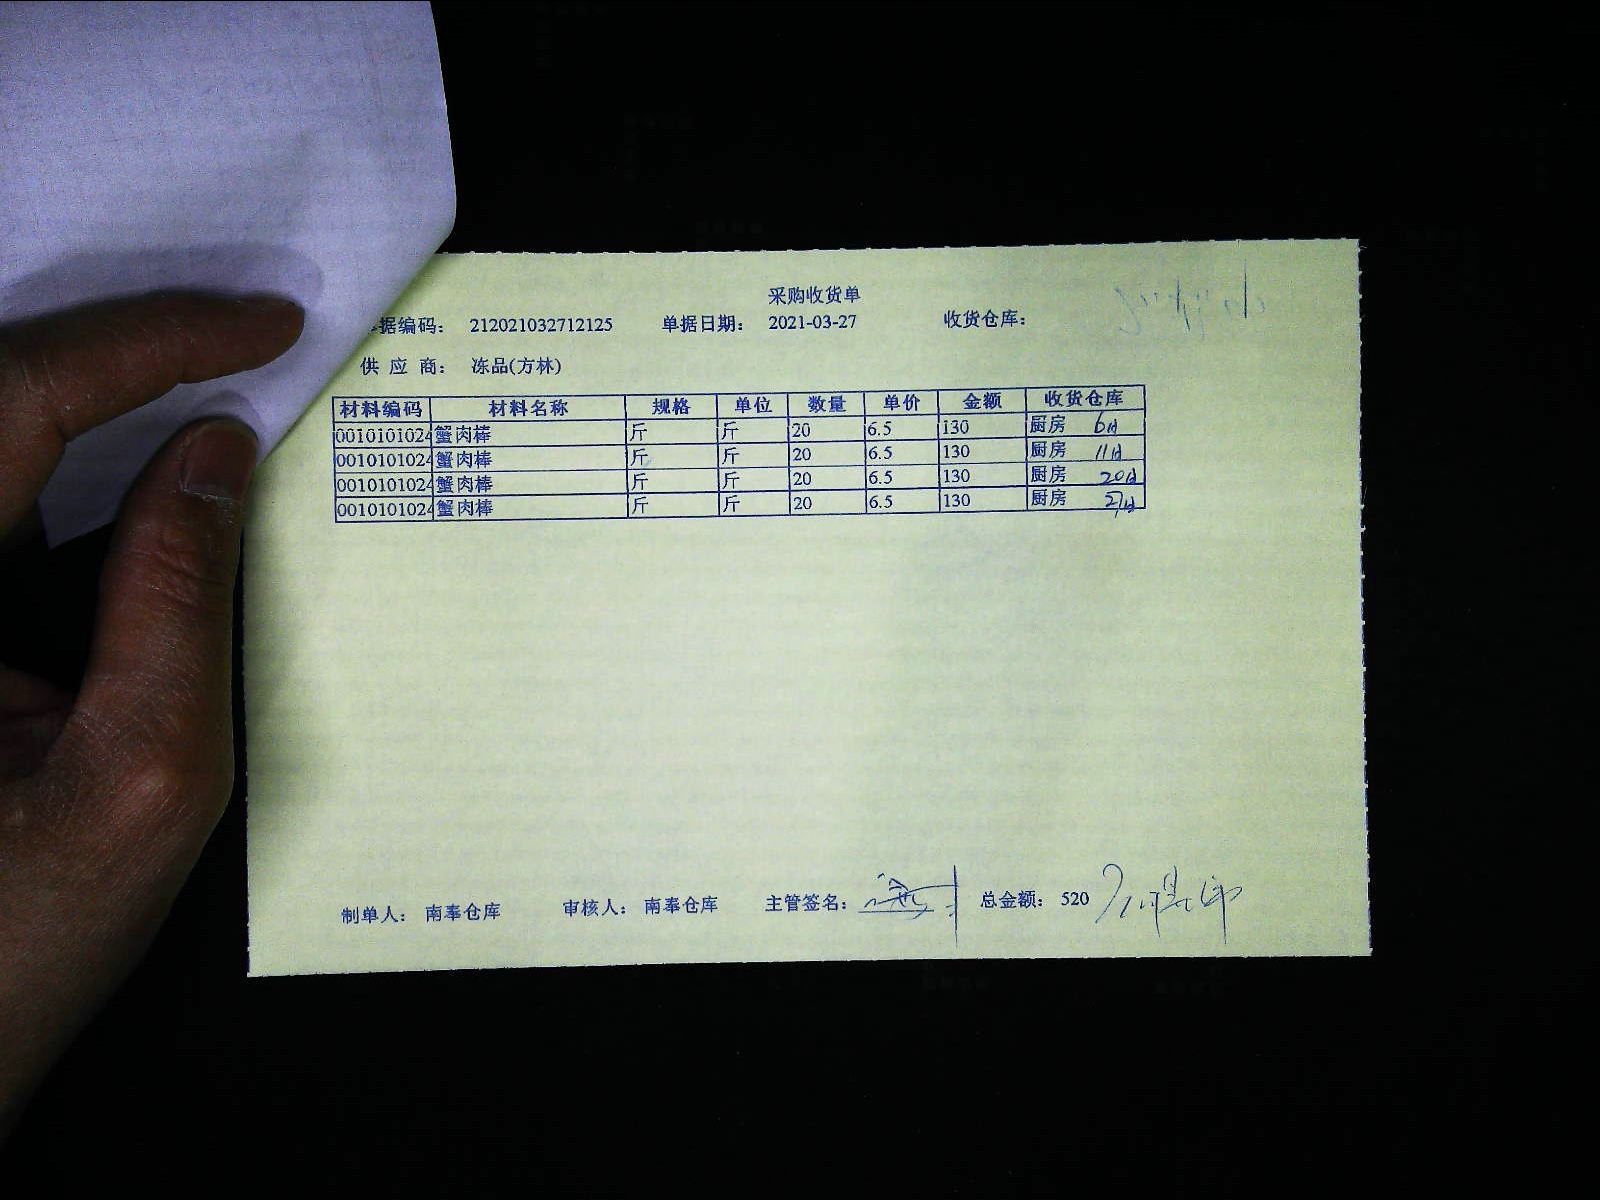 采购收货单
据编码： 212021032712125 单据日期： 2021-03-27 收货仓库：
供 应 商： 冻品(方林)
材料编码 材料名称 规格 单位 数量 单价 金额 收货仓库
0010101024 蟹肉棒 斤 斤 20 6.5 130 厨房 6日
0010101024 蟹肉棒 斤 斤 20 6.5 130 厨房 11日
0010101024 蟹肉棒 斤 斤 20 6.5 130 厨房 20日
0010101024 蟹肉棒 斤 斤 20 6.5 130 厨房 27日
制单人： 南奉仓库 审核人： 南奉仓库 主管签名： 总金额： 520